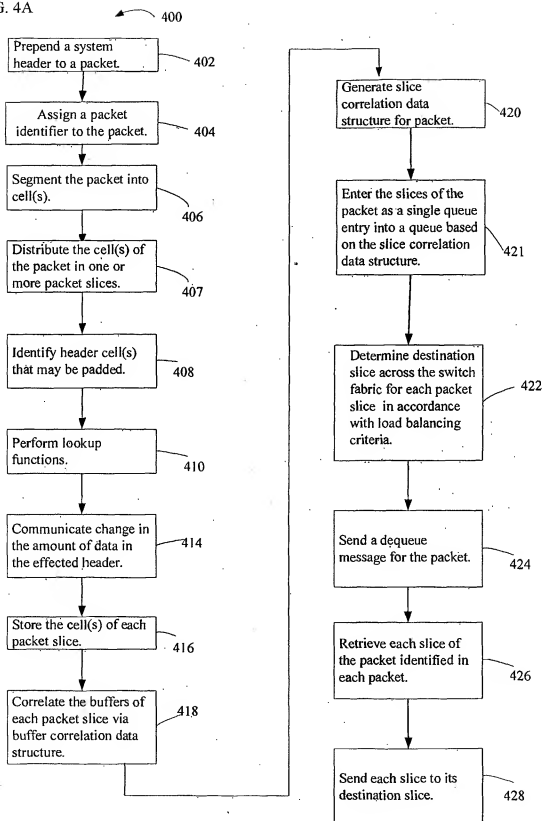 G. 4A
400
Prepend a system
header to a packet.
402
Assign a packet
identifier to the packet.
404
Segment the packet into
cell(s).
406
Distribute the cell(s) of
the packet in one or
more packet slices.
407
Identify header cell(s)
that may be padded.
408
Perform lookup
functions.
410
Communicate change in
the amount of data in
the effected header.
414
Store the cell(s) of each
packet slice.
416
Correlate the buffers of
each packet slice via
buffer correlation data
structure.
418
Generate slice
correlation data
structure for packet.
420
Enter the slices of the
packet as a single queue
entry into a queue based
on the slice correlation
data structure.
421
Determine destination
slice across the switch
fabric for each packet
slice in accordance
with load balancing
criteria.
422
Send a dequeue
message for the packet.
424
Retrieve each slice of
the packet identified in
each packet.
426
Send each slice to its
destination slice.
428